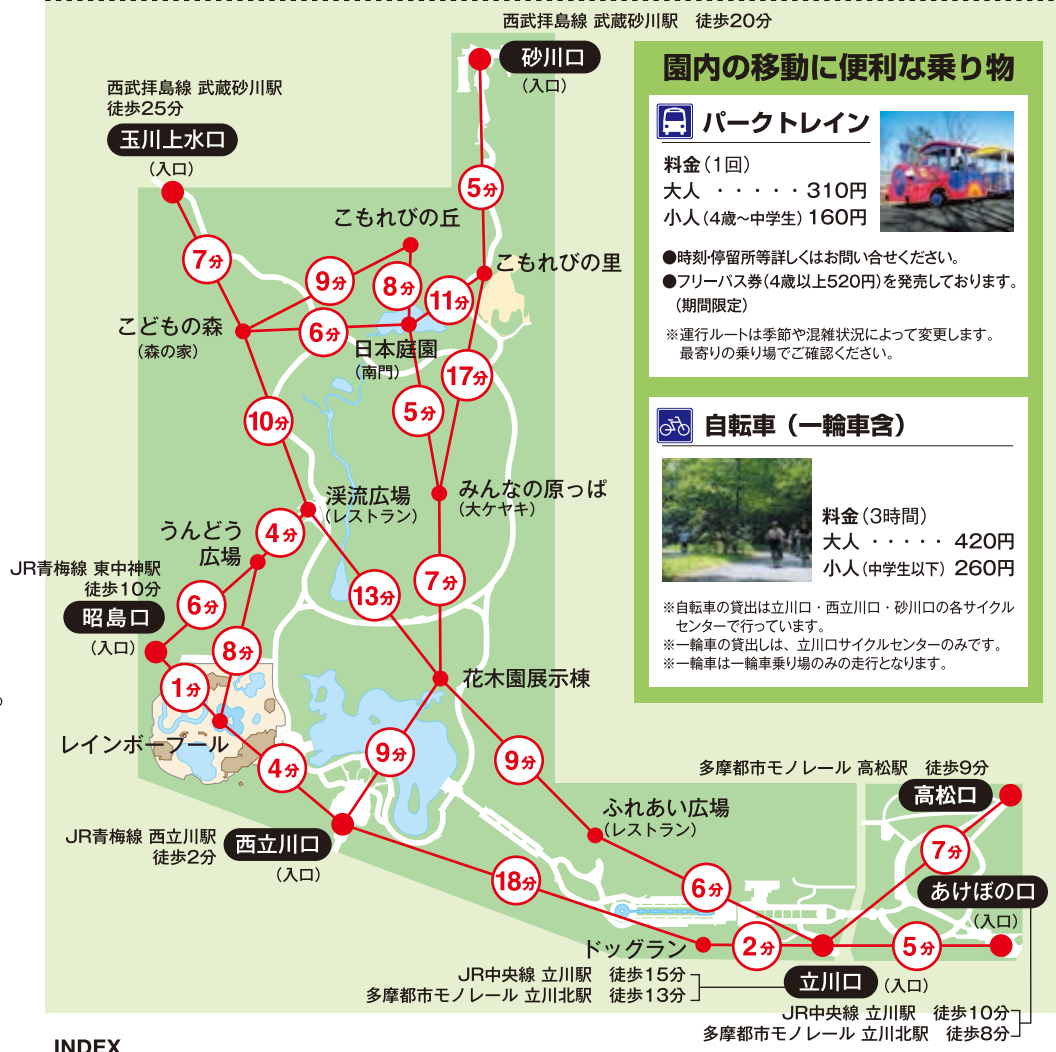 西武拝島線 武蔵砂川駅　徒歩20分
砂川口
（入口）
西武拝島線 武蔵砂川駅
徒歩25分
玉川上水口
（入口）
5分
こもれびの丘
7分
9分
8分
11分
こもれびの里
こどもの森
（森の家）
6分
日本庭園
（南門）
17分
10分
5分
渓流広場
（レストラン）
みんなの原っぱ
（大ケヤキ）
うんどう
広場
4分
JR青梅線 東中神駅
徒歩10分
昭島口
（入口）
6分
13分
7分
8分
1分
花木園展示棟
レインボープール
4分
9分
9分
JR青梅線 西立川駅
徒歩2分
西立川口
（入口）
ふれあい広場
（レストラン）
多摩都市モノレール 高松駅　徒歩9分
高松口
7分
18分
6分
あけぼの口
（入口）
ドッグラン
2分
5分
立川口
（入口）
JR中央線 立川駅　徒歩15分
多摩都市モノレール 立川北駅　徒歩13分
JR中央線 立川駅　徒歩10分
多摩都市モノレール 立川北駅　徒歩8分
園内の移動に便利な乗り物
パークトレイン
料金（1回）
大人 ・・・・・310円
小人（4歳〜中学生）160円
●時刻・停留所等詳しくはお問い合せください。
●フリーパス券（4歳以上520円）を発売しております。
（期間限定）
※運行ルートは季節や混雑状況によって変更します。
最寄りの乗り場でご確認ください。
自転車（一輪車含）
料金（3時間）
大人 ・・・・・ 420円
小人（中学生以下）260円
※自転車の貸出は立川口・西立川口・砂川口の各サイクル
センターで行っています。
※一輪車の貸出しは、立川口サイクルセンターのみです。
※一輪車は一輪車乗り場のみの走行となります。
INDEX